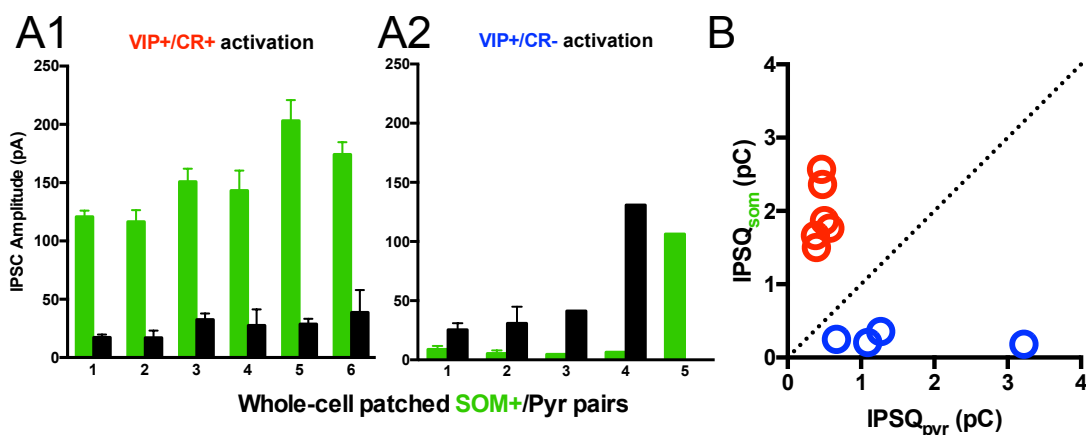 A1
VIP+/CR+ activation
IPSC Amplitude (pA)
250
200
150
100
50
0
1 2 3 4 5 6
A2
VIP+/CR- activation
250
200
150
100
50
0
1 2 3 4 5
Whole-cell patched SOM+/Pyr pairs
B
IPSQsom (pC)
4
3
2
1
0
0 1 2 3 4
IPSQpyr (pC)